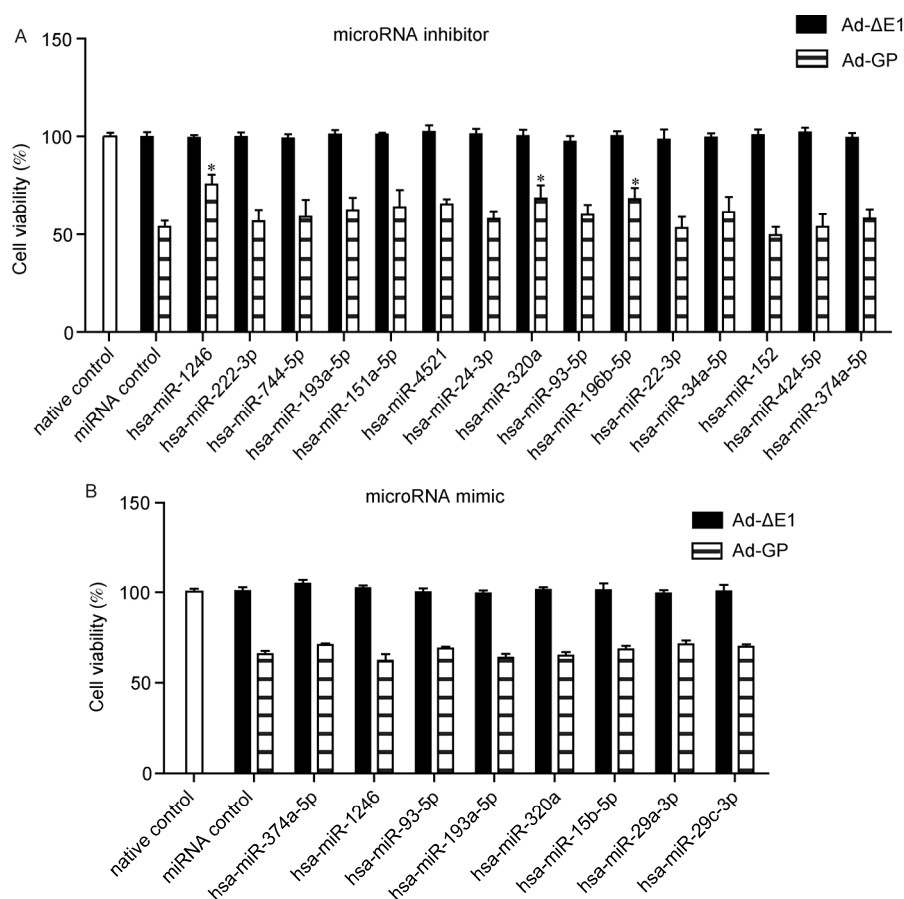 A
microRNA inhibitor
Ad-ΔE1
Ad-GP
Cell viability (%)
150
100
50
0
*
*
*
native control
miRNA control
hsa-miR-1246
hsa-miR-222-3p
hsa-miR-744-5p
hsa-miR-193a-5p
hsa-miR-151a-5p
hsa-miR-4521
hsa-miR-24-3p
hsa-miR-320a
hsa-miR-93-5p
hsa-miR-196b-5p
hsa-miR-22-3p
hsa-miR-34a-5p
hsa-miR-152
hsa-miR-424-5p
hsa-miR-374a-5p
B
microRNA mimic
Ad-ΔE1
Ad-GP
Cell viability (%)
150
100
50
0
native control
miRNA control
hsa-miR-374a-5p
hsa-miR-1246
hsa-miR-93-5p
hsa-miR-193a-5p
hsa-miR-320a
hsa-miR-15b-5p
hsa-miR-29a-3p
hsa-miR-29c-3p